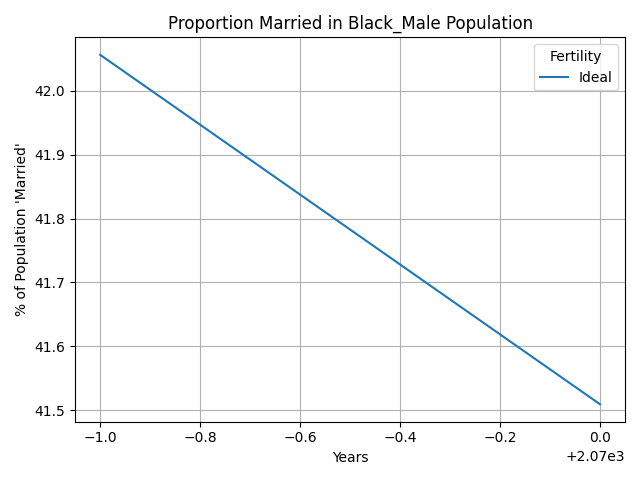 Proportion Married in Black_Male Population
Fertility
Ideal
% of Population 'Married'
42.0
41.9
41.8
41.7
41.6
41.5
−1.0 −0.8 −0.6 −0.4 −0.2 0.0
Years
+2.07e3